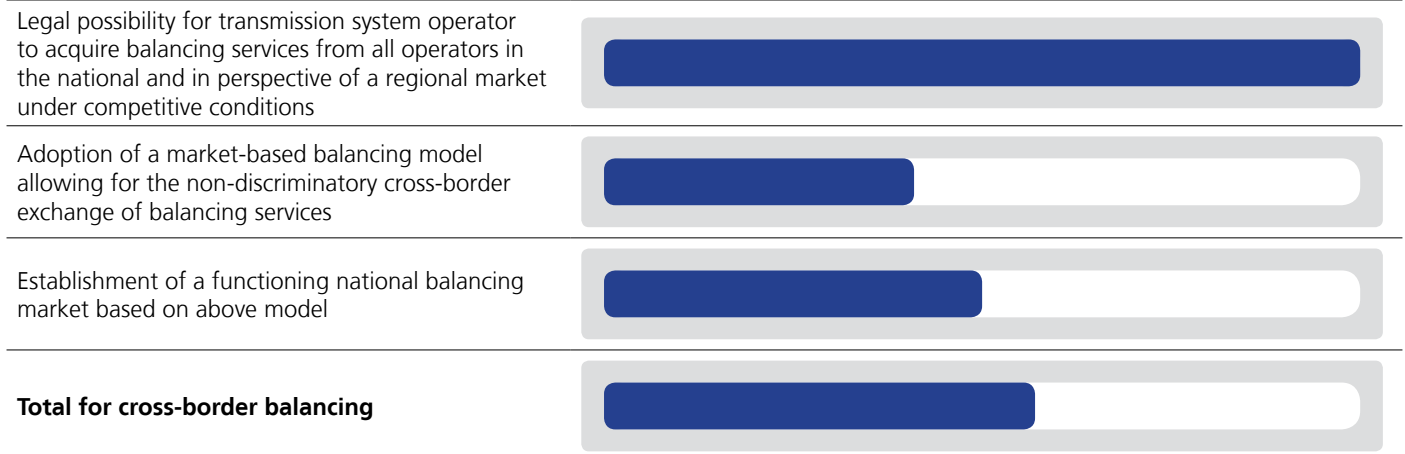 Legal possibility for transmission system operator
to acquire balancing services from all operators in
the national and in perspective of a regional market
under competitive conditions
Adoption of a market-based balancing model
allowing for the non-discriminatory cross-border
exchange of balancing services
Establishment of a functioning national balancing
market based on above model
Total for cross-border balancing